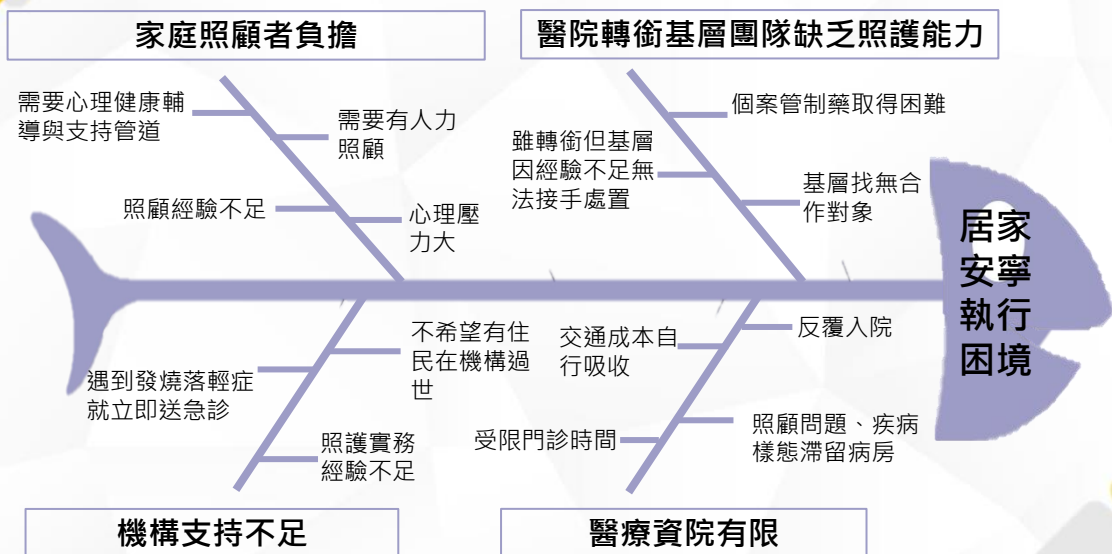 家庭照顧者負擔
醫院轉銜基層團隊缺乏照護能力
需要心理健康輔
導與支持管道
需要有人力
照顧
照顧經驗不足
心理壓
力大
個案管制藥取得困難
雖轉銜但基層
因經驗不足無
法接手處置
基層找無合
作對象
居家
安寧
執行
困境
不希望有住
民在機構過
世
遇到發燒落輕症
就立即送急診
照護實務
經驗不足
交通成本自
行吸收
反覆入院
受限門診時間
照顧問題、疾病
樣態滯留病房
機構支持不足
醫療資院有限